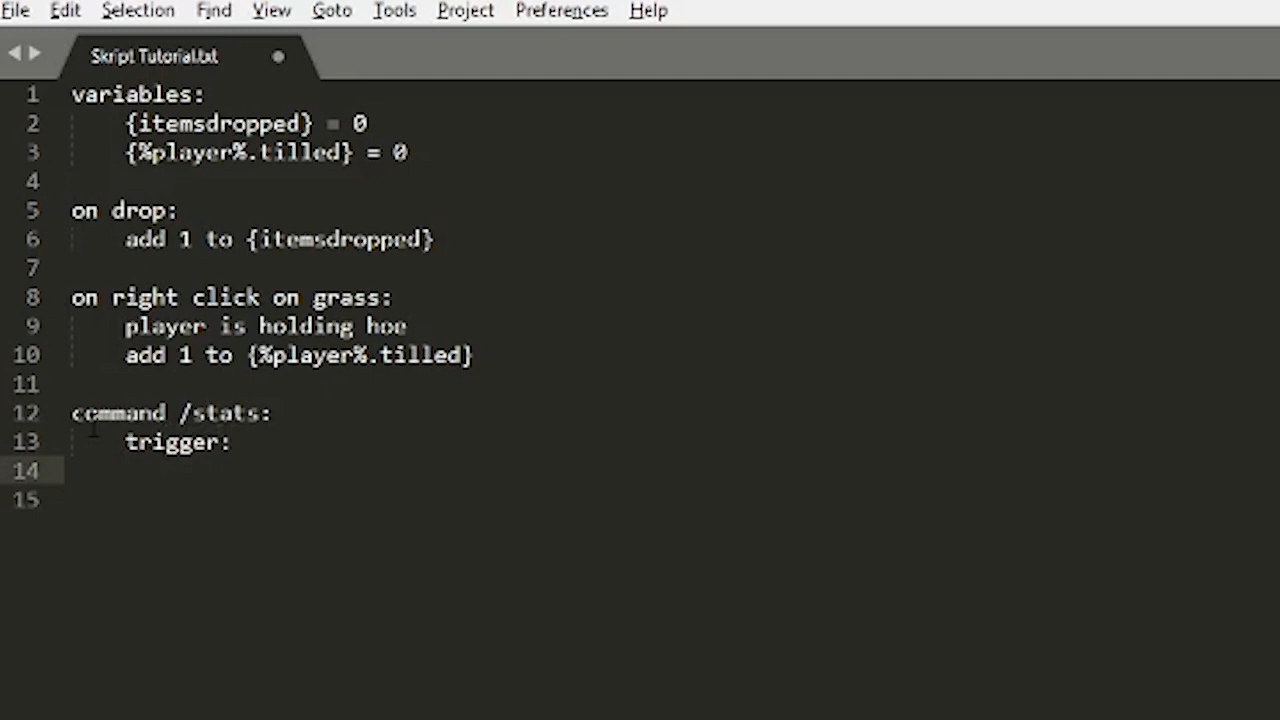 File Edit Selection Find View Goto Tools Project Preferences Help
Skript Tutorial.txt
1 variables:
2 {itemsdropped} = 0
3 {%player%.tilled} = 0
4
5 on drop:
6 add 1 to {itemsdropped}
7
8 on right click on grass:
9 player is holding hoe
10 add 1 to {%player%.tilled}
11
12 command /stats:
13 trigger:
14
15